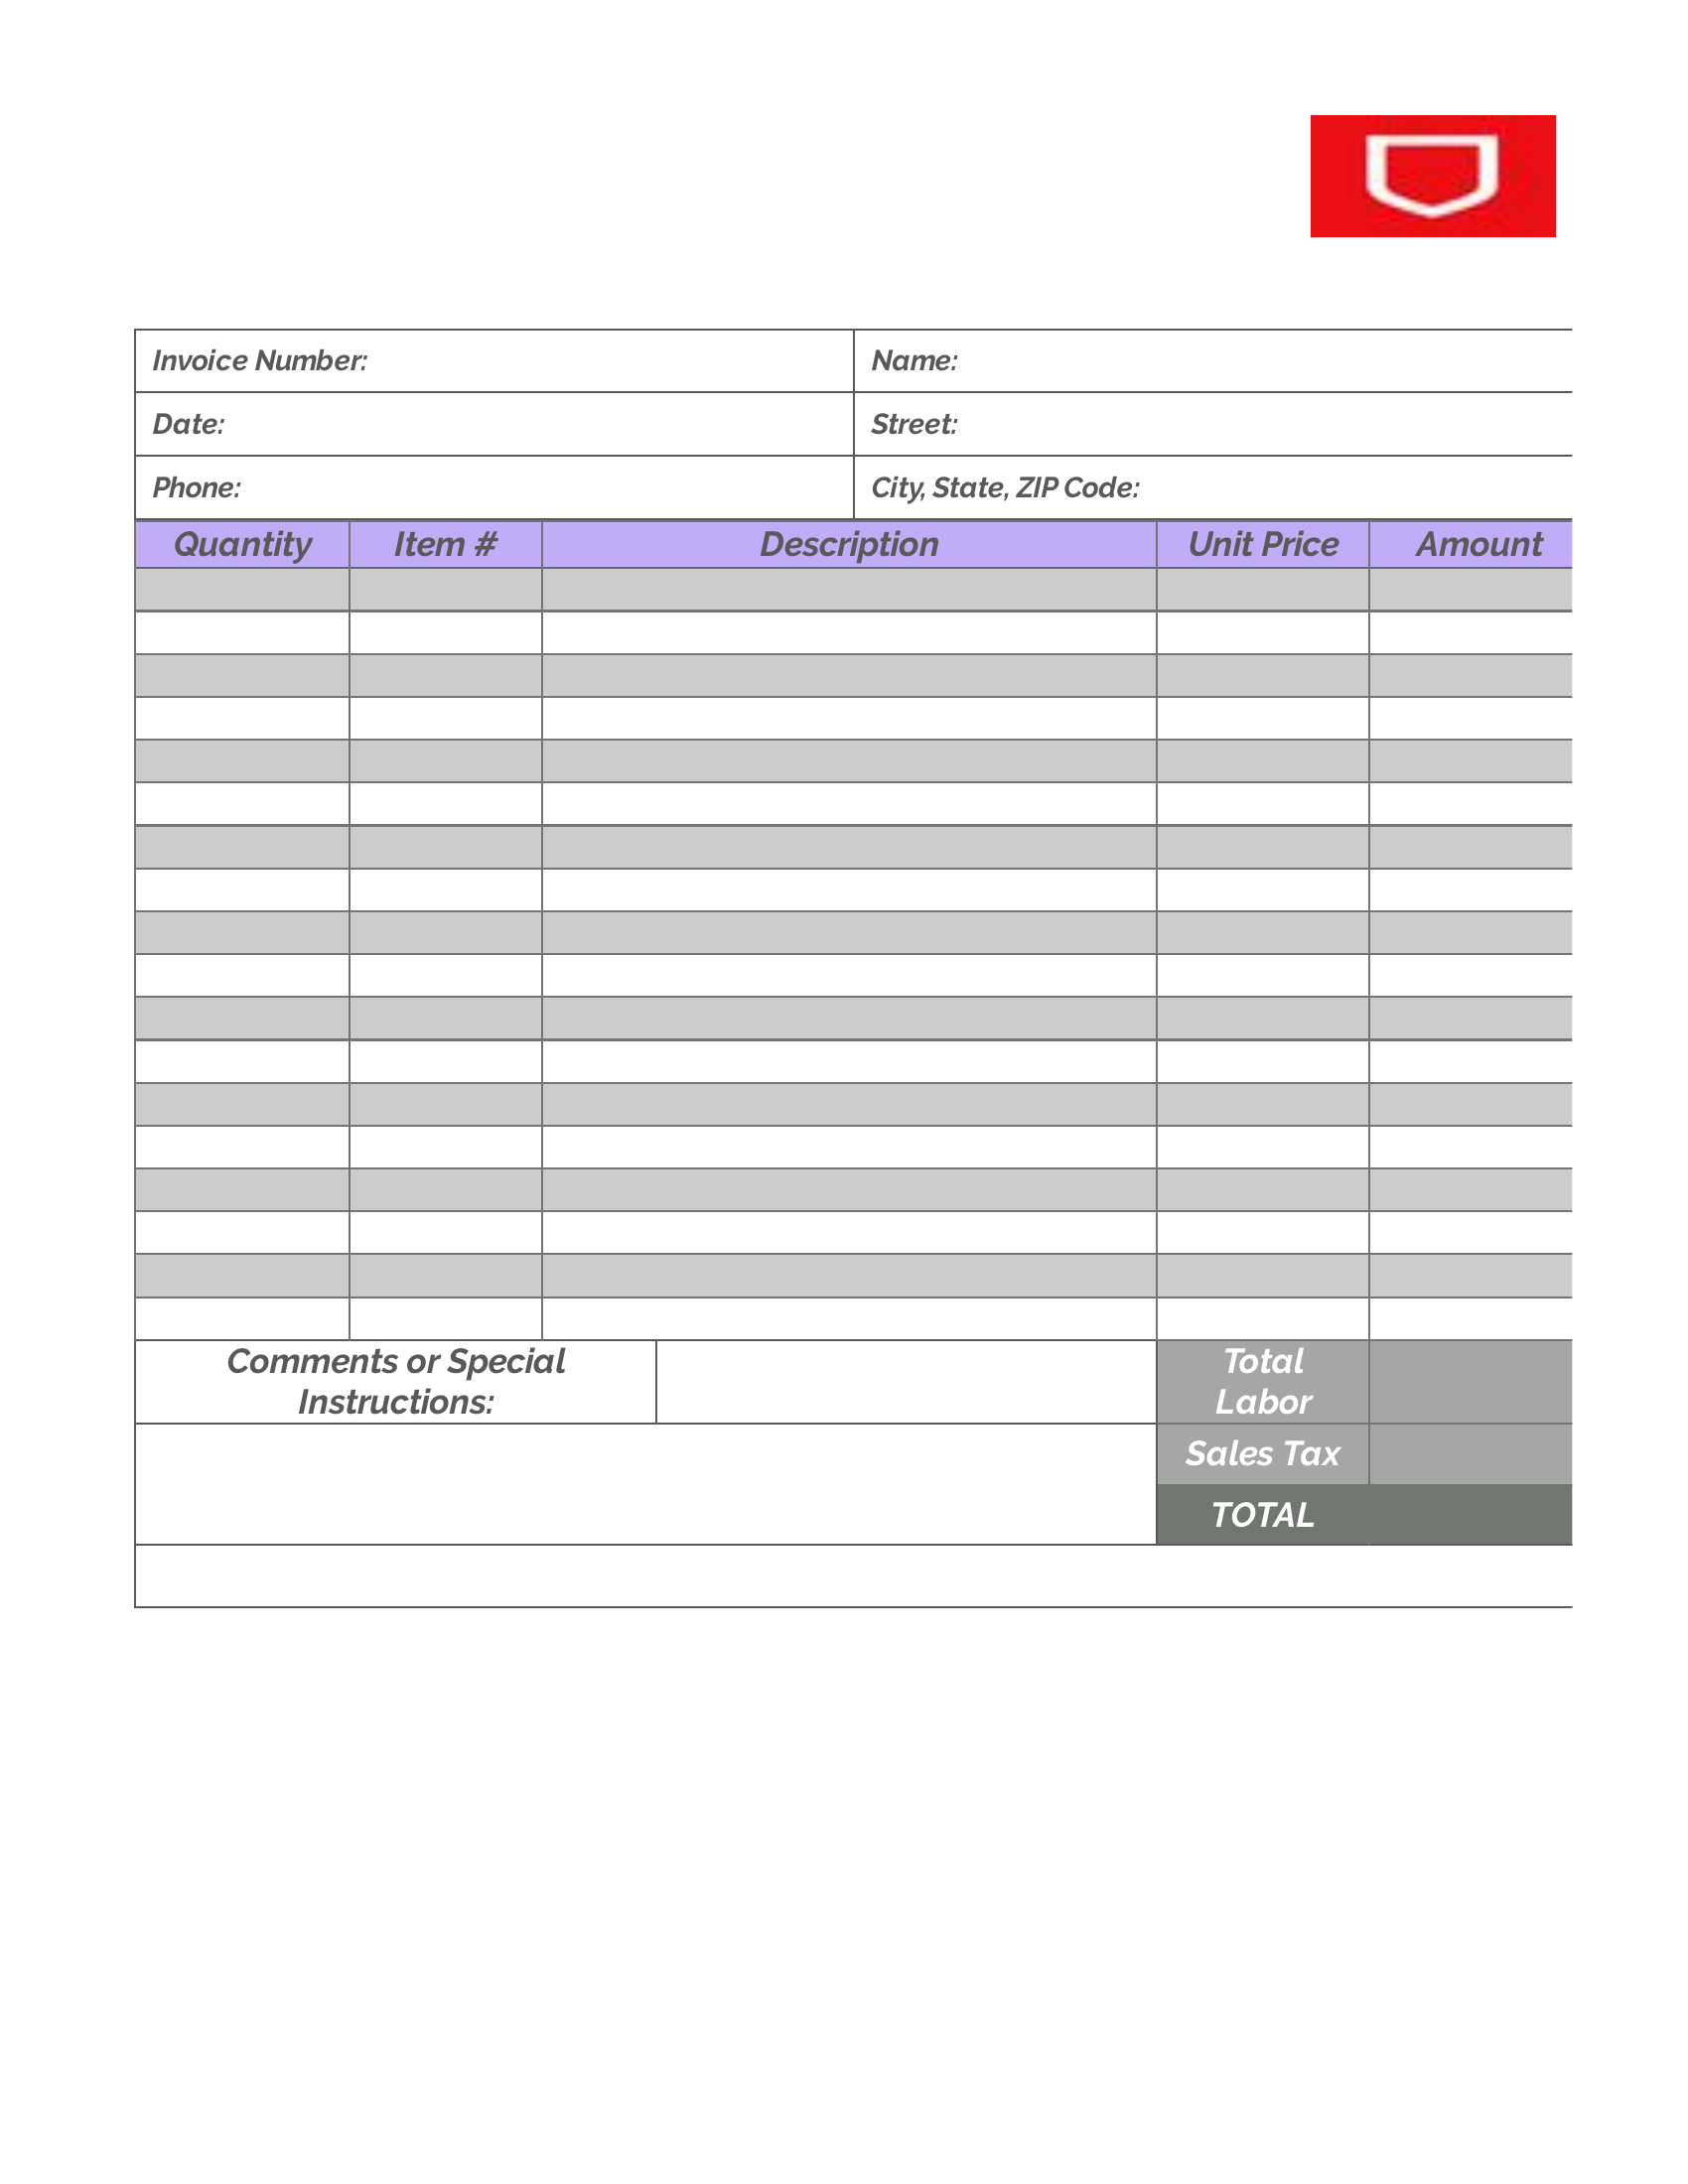 Invoice Number:
Name:
Date:
Street:
Phone:
City, State, ZIP Code:
Quantity Item # Description Unit Price Amount
Comments or Special
Instructions:
Total
Labor
Sales Tax
TOTAL